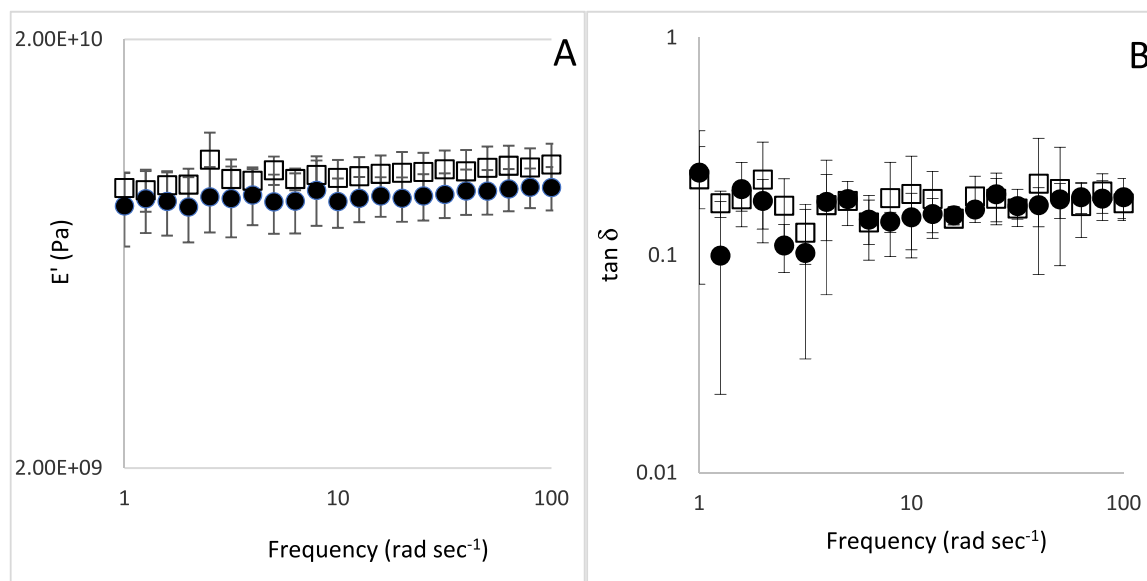 2.00E+10
A
E' (Pa)
2.00E+09
1
10
100
Frequency (rad sec⁻¹)
1
B
tan δ
0.1
0.01
1
10
100
Frequency (rad sec⁻¹)